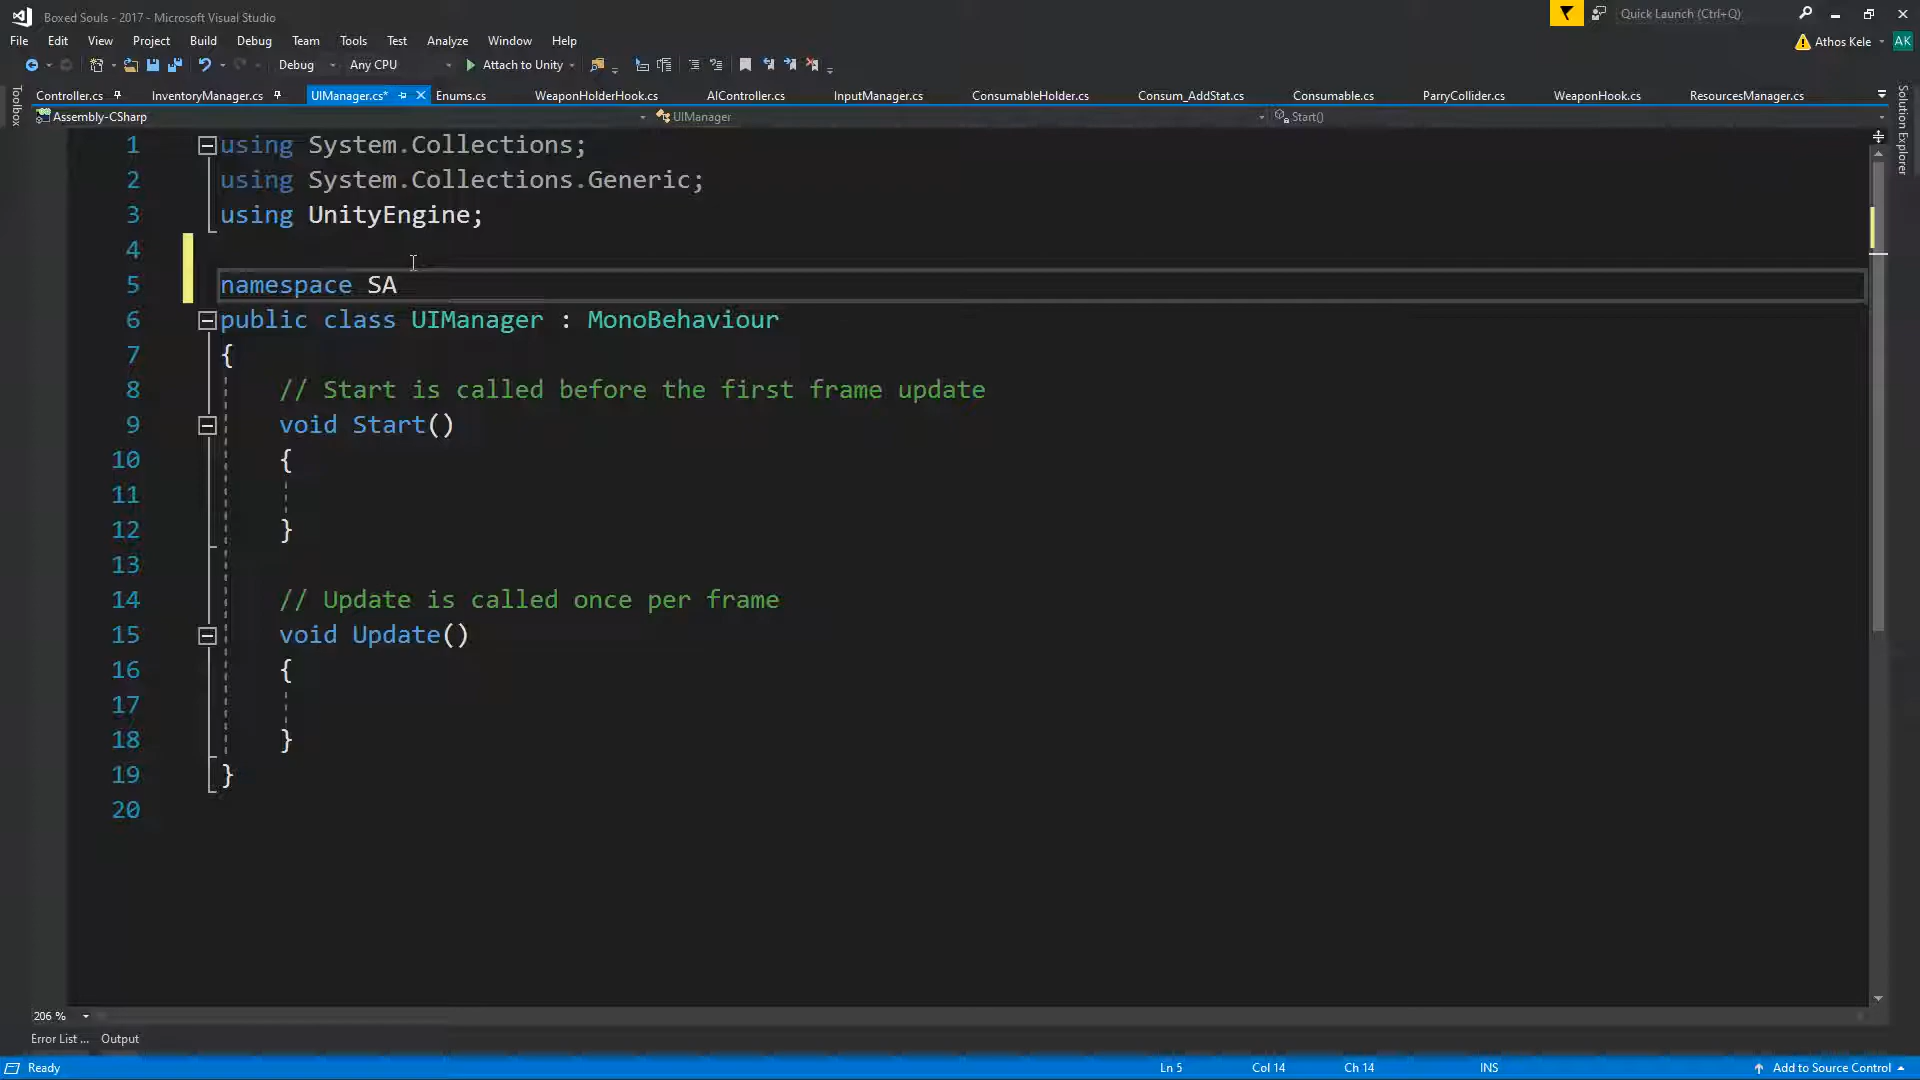 Boxed Souls - 2017 - Microsoft Visual Studio
Quick Launch (Ctrl+Q)
File Edit View Project Build Debug Team Tools Test Analyze Window Help
Athos Kele AK
Debug Any CPU Attach to Unity
Toolbox
Controller.cs InventoryManager.cs UIManager.cs* Enums.cs WeaponHolderHook.cs AIController.cs InputManager.cs ConsumableHolder.cs Consum_AddStat.cs Consumable.cs ParryCollider.cs WeaponHook.cs ResourcesManager.cs
Solution Explorer
Assembly-CSharp UIManager Start()
1 using System.Collections;
2 using System.Collections.Generic;
3 using UnityEngine;
4
5 namespace SA
6 public class UIManager : MonoBehaviour
7 {
8 // Start is called before the first frame update
9 void Start()
10 {
11
12 }
13
14 // Update is called once per frame
15 void Update()
16 {
17
18 }
19 }
20
206 %
Error List ... Output
Ready Ln 5 Col 14 Ch 14 INS Add to Source Control